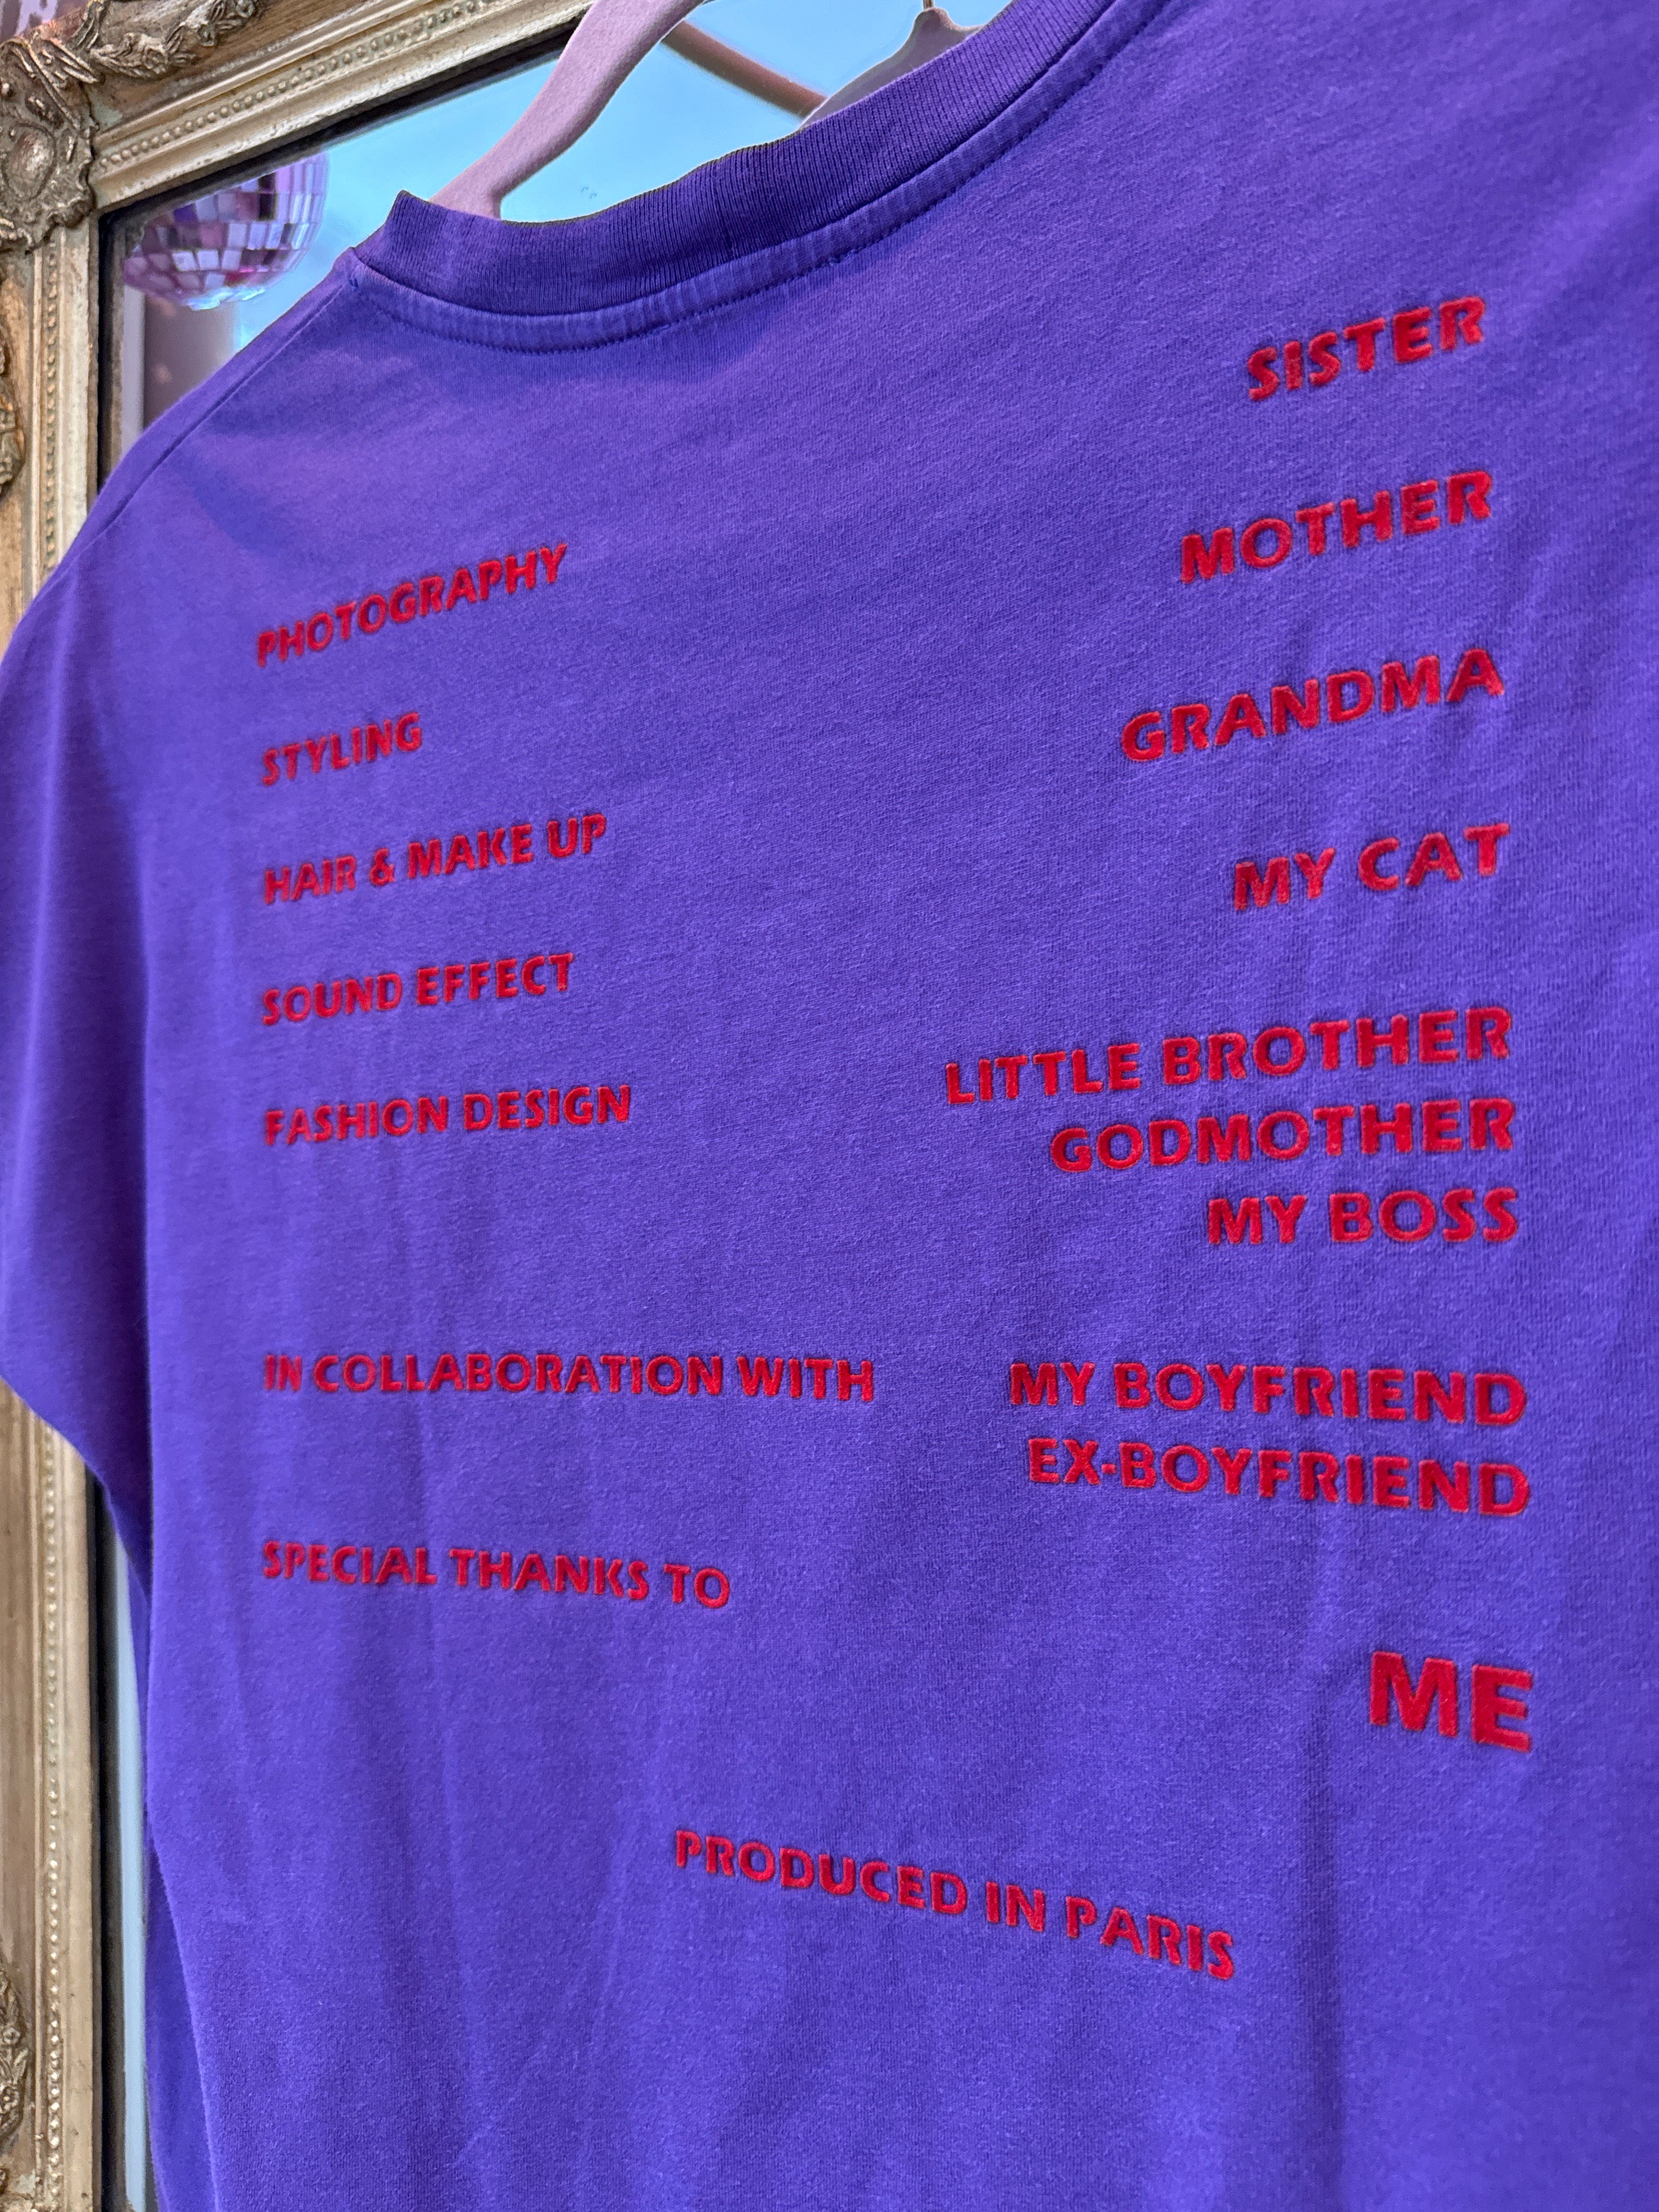 PHOTOGRAPHY SISTER
STYLING MOTHER
HAIR & MAKE UP GRANDMA
SOUND EFFECT MY CAT
FASHION DESIGN LITTLE BROTHER
GODMOTHER
MY BOSS
IN COLLABORATION WITH MY BOYFRIEND
EX-BOYFRIEND
SPECIAL THANKS TO ME
PRODUCED IN PARIS